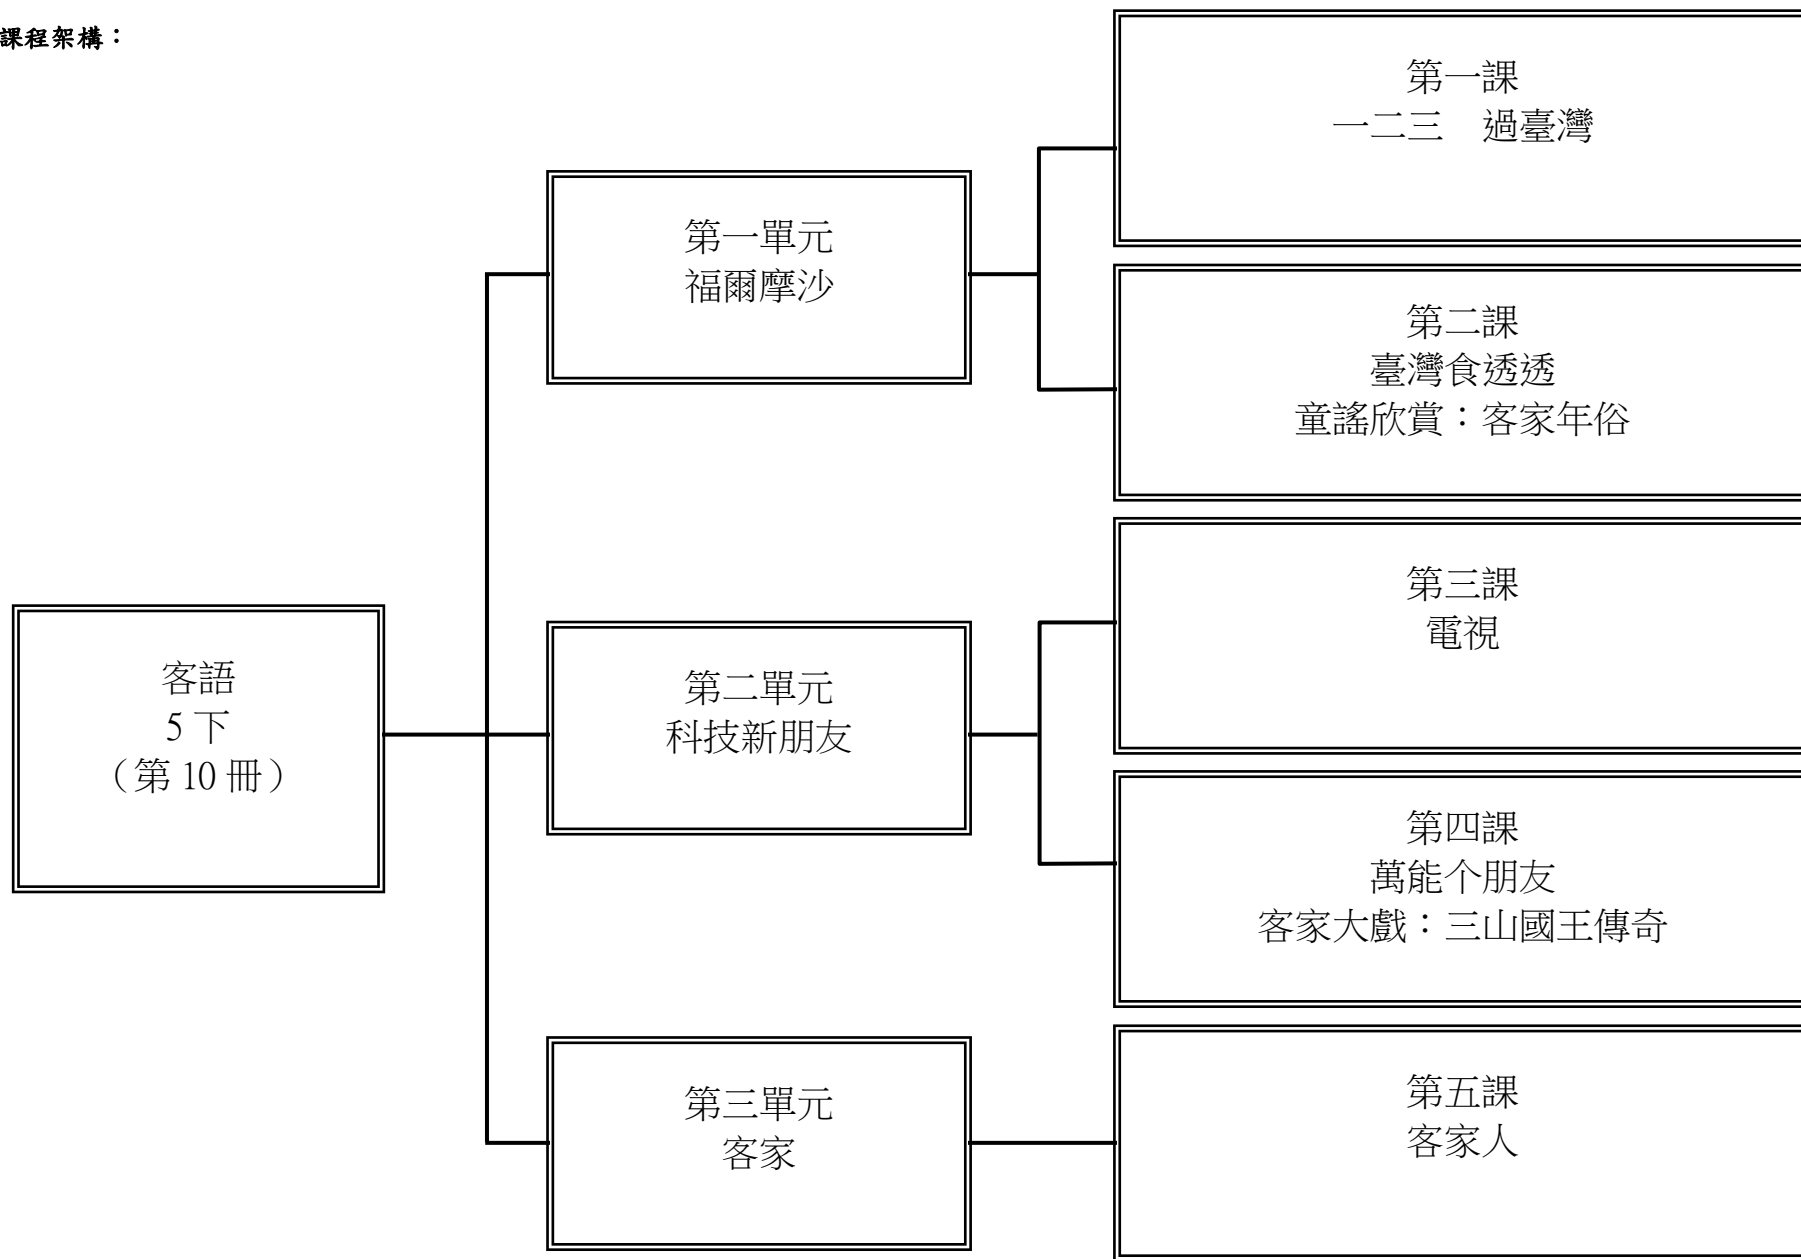 課程架構：
第一課
一二三　過臺灣
第一單元
福爾摩沙
第二課
臺灣食透透
童謠欣賞：客家年俗
第三課
電視
客語
5 下
（第 10 冊）
第二單元
科技新朋友
第四課
萬能个朋友
客家大戲：三山國王傳奇
第三單元
客家
第五課
客家人